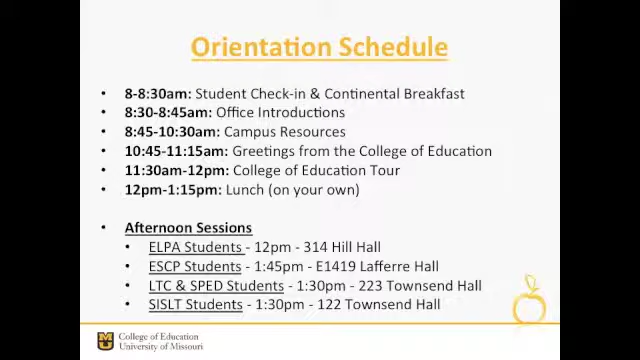 Orientation Schedule
• 8-8:30am: Student Check-in & Continental Breakfast
• 8:30-8:45am: Office Introductions
• 8:45-10:30am: Campus Resources
• 10:45-11:15am: Greetings from the College of Education
• 11:30am-12pm: College of Education Tour
• 12pm-1:15pm: Lunch (on your own)
• Afternoon Sessions
• ELPA Students - 12pm - 314 Hill Hall
• ESCP Students - 1:45pm - E1419 Lafferre Hall
• LTC & SPED Students - 1:30pm - 223 Townsend Hall
• SISLT Students - 1:30pm - 122 Townsend Hall
MU College of Education
University of Missouri